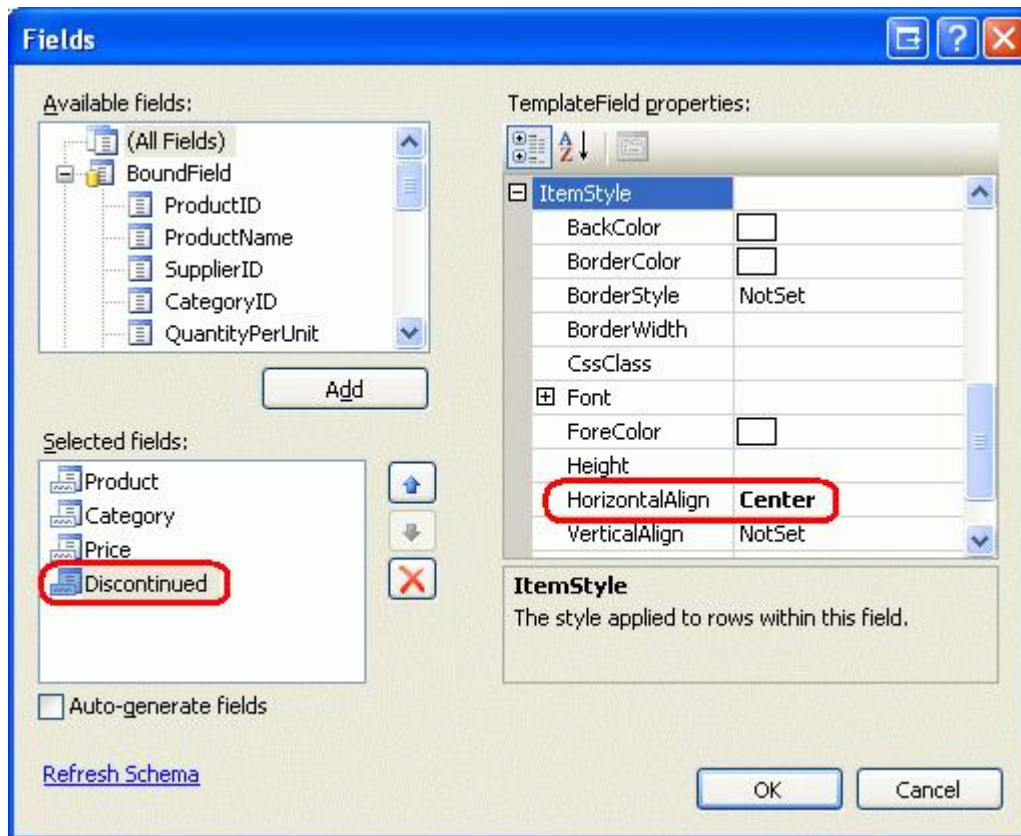 Fields
Available fields:
(All Fields)
BoundField
ProductID
ProductName
SupplierID
CategoryID
QuantityPerUnit
Add
Selected fields:
Product
Category
Price
Discontinued
Auto-generate fields
Refresh Schema
TemplateField properties:
ItemStyle
BackColor
BorderColor
BorderStyle NotSet
BorderWidth
CssClass
Font
ForeColor
Height
HorizontalAlign Center
VerticalAlign NotSet
ItemStyle
The style applied to rows within this field.
OK Cancel